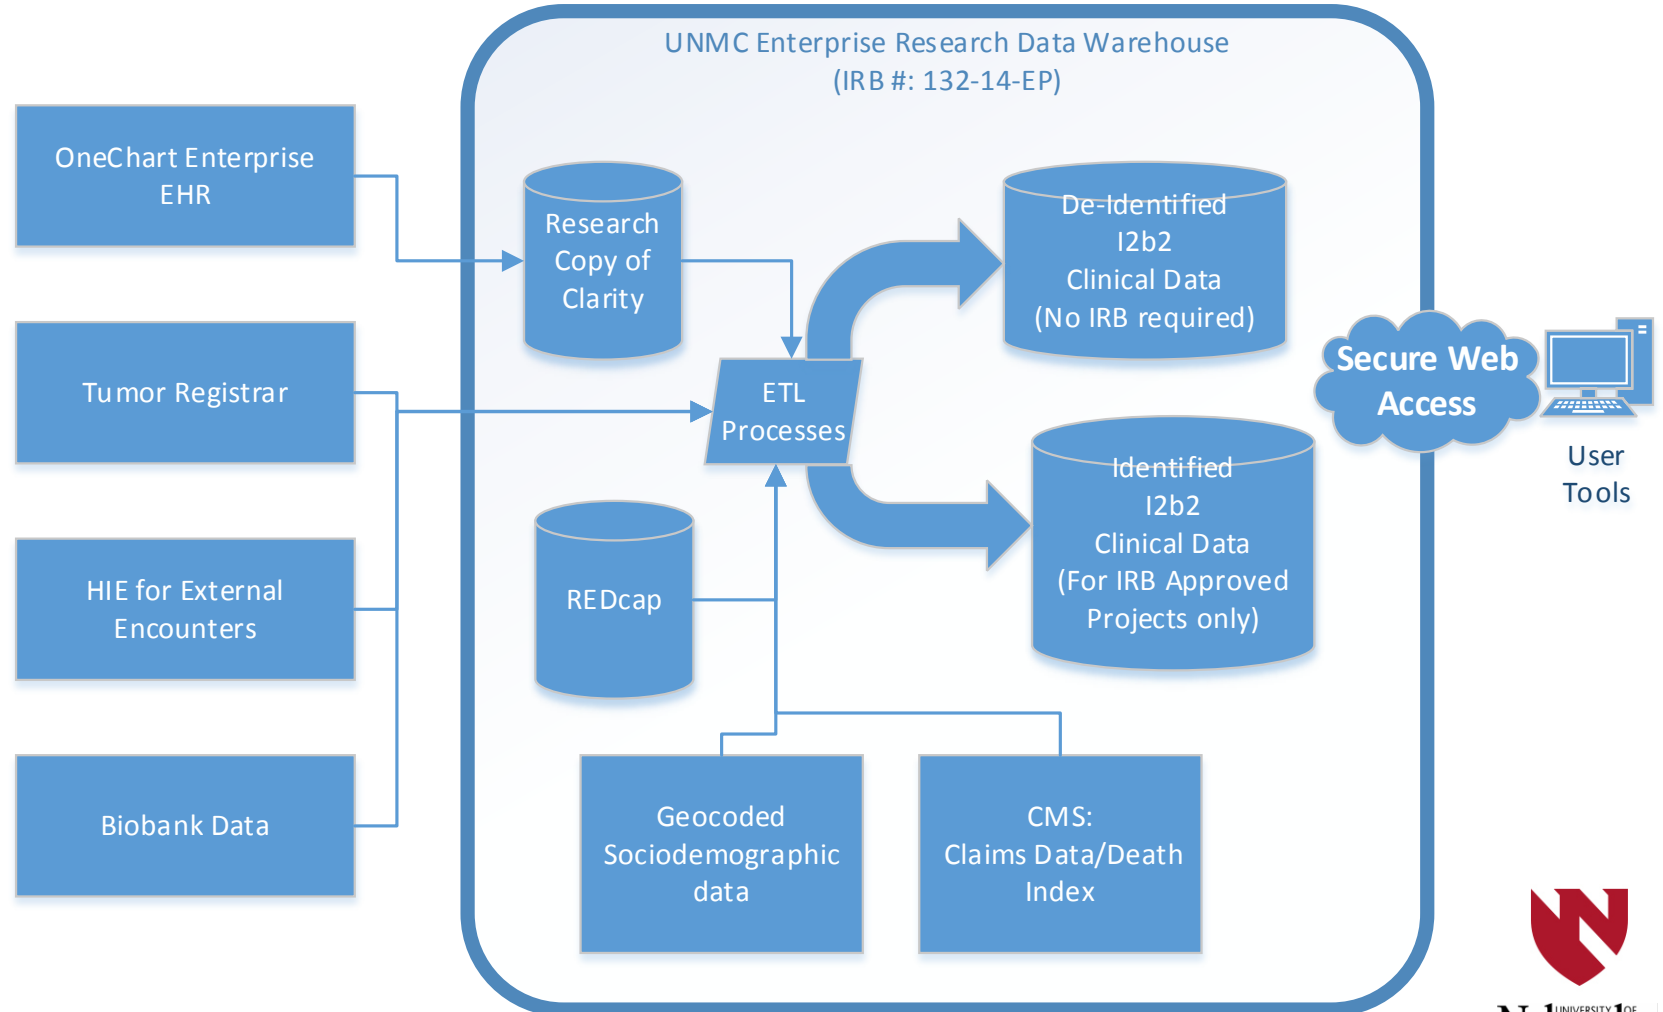 UNMC Enterprise Research Data Warehouse
(IRB #: 132-14-EP)
OneChart Enterprise
EHR
Tumor Registrar
HIE for External
Encounters
Biobank Data
Research
Copy of
Clarity
ETL
Processes
REDcap
Geocoded
Sociodemographic
data
CMS:
Claims Data/Death
Index
De-Identified
I2b2
Clinical Data
(No IRB required)
Identified
I2b2
Clinical Data
(For IRB Approved
Projects only)
Secure Web
Access
User
Tools
UNIVERSITY OF